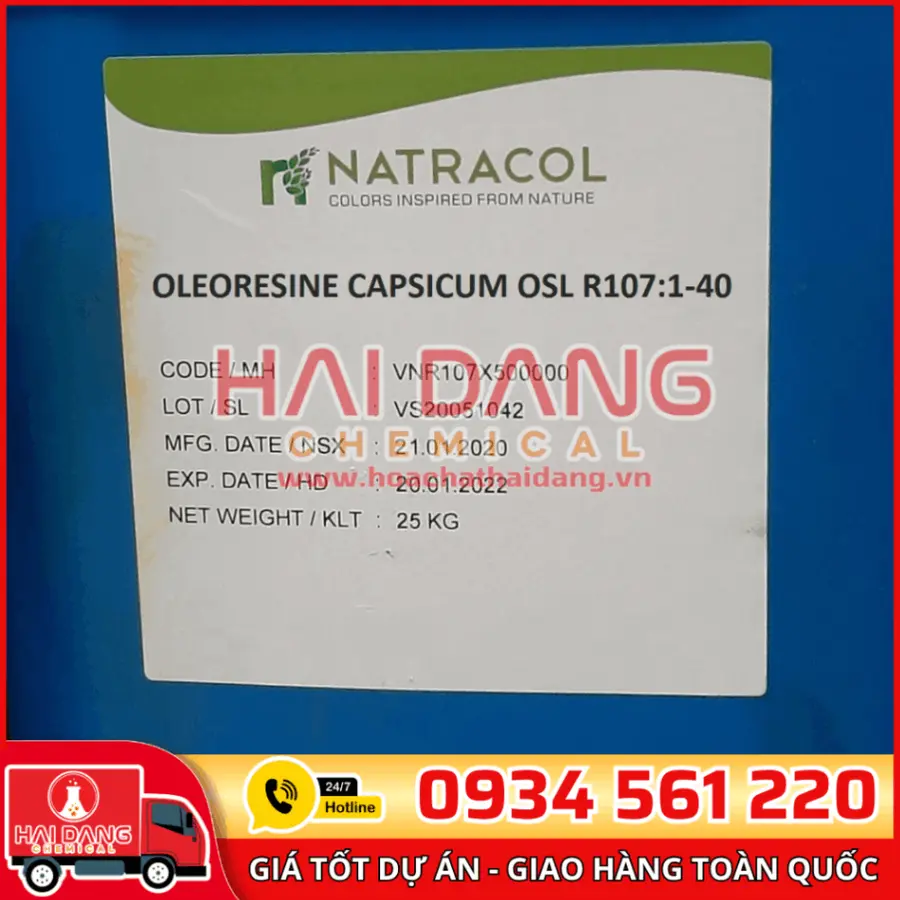 NATRACOL
COLORS INSPIRED FROM NATURE
OLEORESINE CAPSICUM OSL R107:1-40
CODE / MH : VNR107X500000
LOT / SL : VS20051042
MFG. DATE / NSX : 21.01.2020
EXP. DATE / HD : 20.01.2022
NET WEIGHT / KLT : 25 KG
HAI DANG
CHEMICAL
www.hoachathaidang.vn
HAI DANG
CHEMICAL
24/7
Hotline
0934 561 220
GIÁ TỐT DỰ ÁN - GIAO HÀNG TOÀN QUỐC